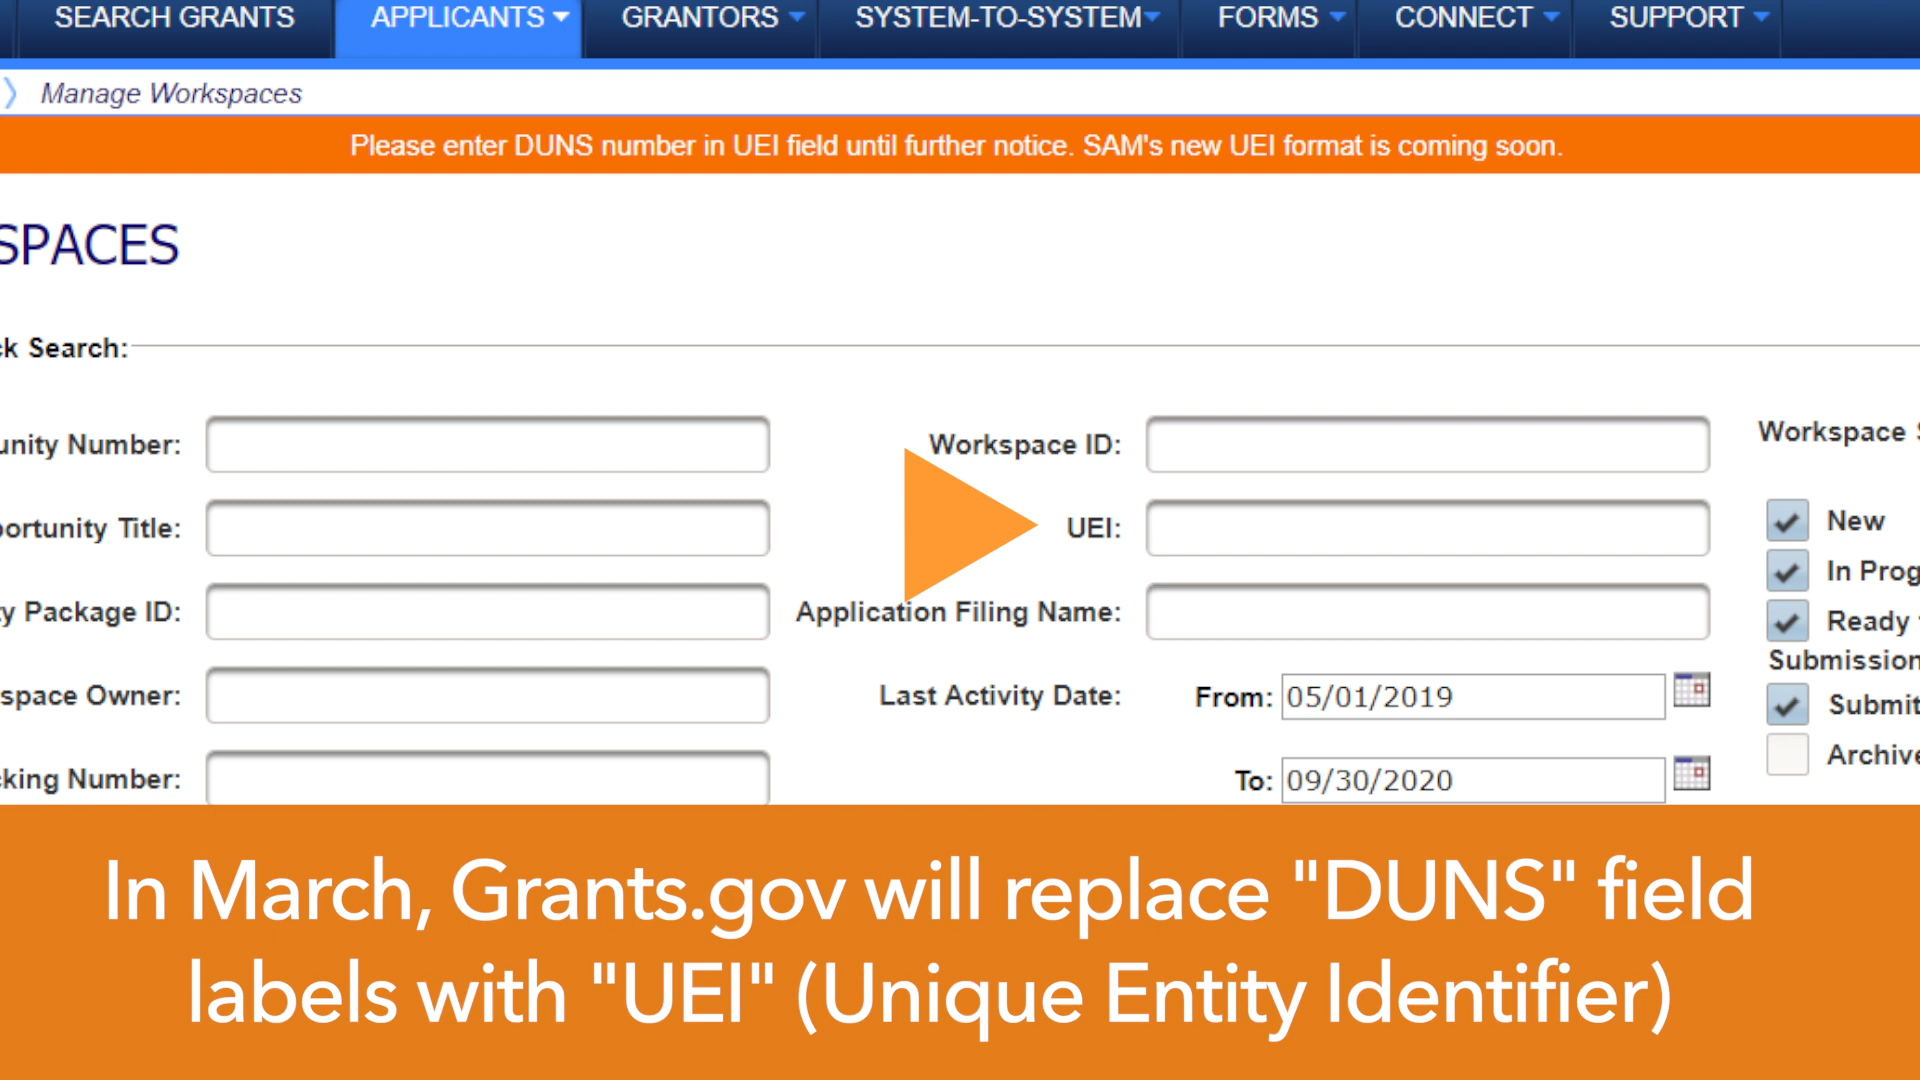 SEARCH GRANTS APPLICANTS GRANTORS SYSTEM-TO-SYSTEM FORMS CONNECT SUPPORT
Manage Workspaces
Please enter DUNS number in UEI field until further notice. SAM's new UEI format is coming soon.
SPACES
ck Search:
unity Number: Workspace ID: Workspace S
portunity Title: UEI: New
In Prog
ty Package ID: Application Filing Name: Ready
Submission
space Owner: Last Activity Date: From: 05/01/2019 Submit
cking Number: To: 09/30/2020 Archive
In March, Grants.gov will replace "DUNS" field
labels with "UEI" (Unique Entity Identifier)